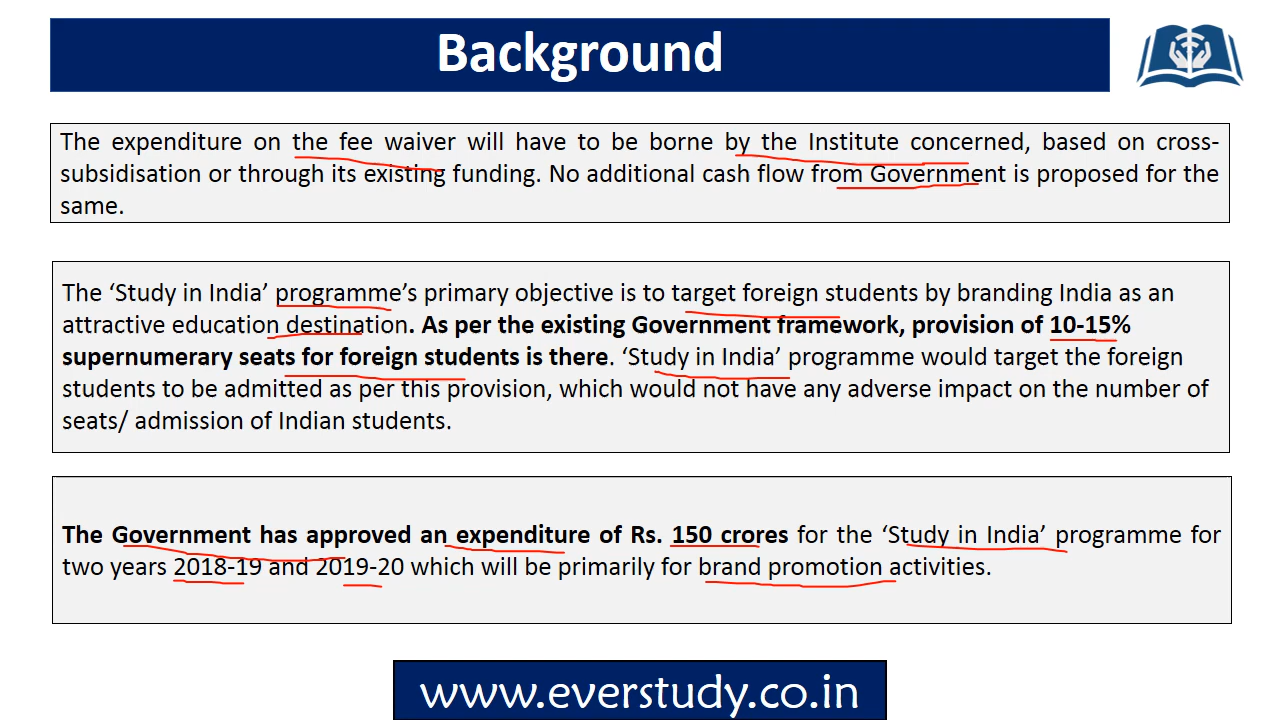 Background
The expenditure on the fee waiver will have to be borne by the Institute concerned, based on cross-
subsidisation or through its existing funding. No additional cash flow from Government is proposed for the
same.
The ‘Study in India’ programme’s primary objective is to target foreign students by branding India as an
attractive education destination. As per the existing Government framework, provision of 10-15%
supernumerary seats for foreign students is there. ‘Study in India’ programme would target the foreign
students to be admitted as per this provision, which would not have any adverse impact on the number of
seats/ admission of Indian students.
The Government has approved an expenditure of Rs. 150 crores for the ‘Study in India’ programme for
two years 2018-19 and 2019-20 which will be primarily for brand promotion activities.
www.everstudy.co.in